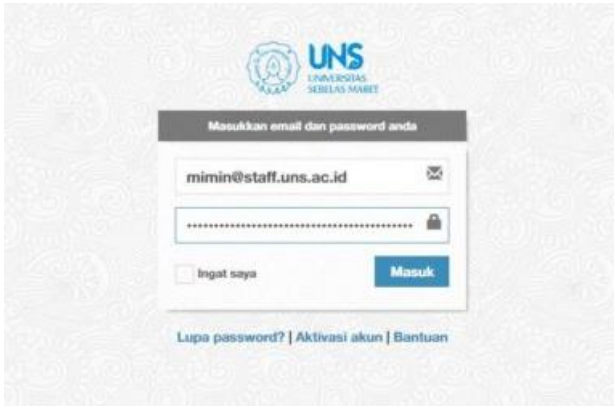 UNS
UNIVERSITAS
SEBELAS MARET
Masukkan email dan password anda
mimin@staff.uns.ac.id
Ingat saya
Masuk
Lupa password? | Aktivasi akun | Bantuan